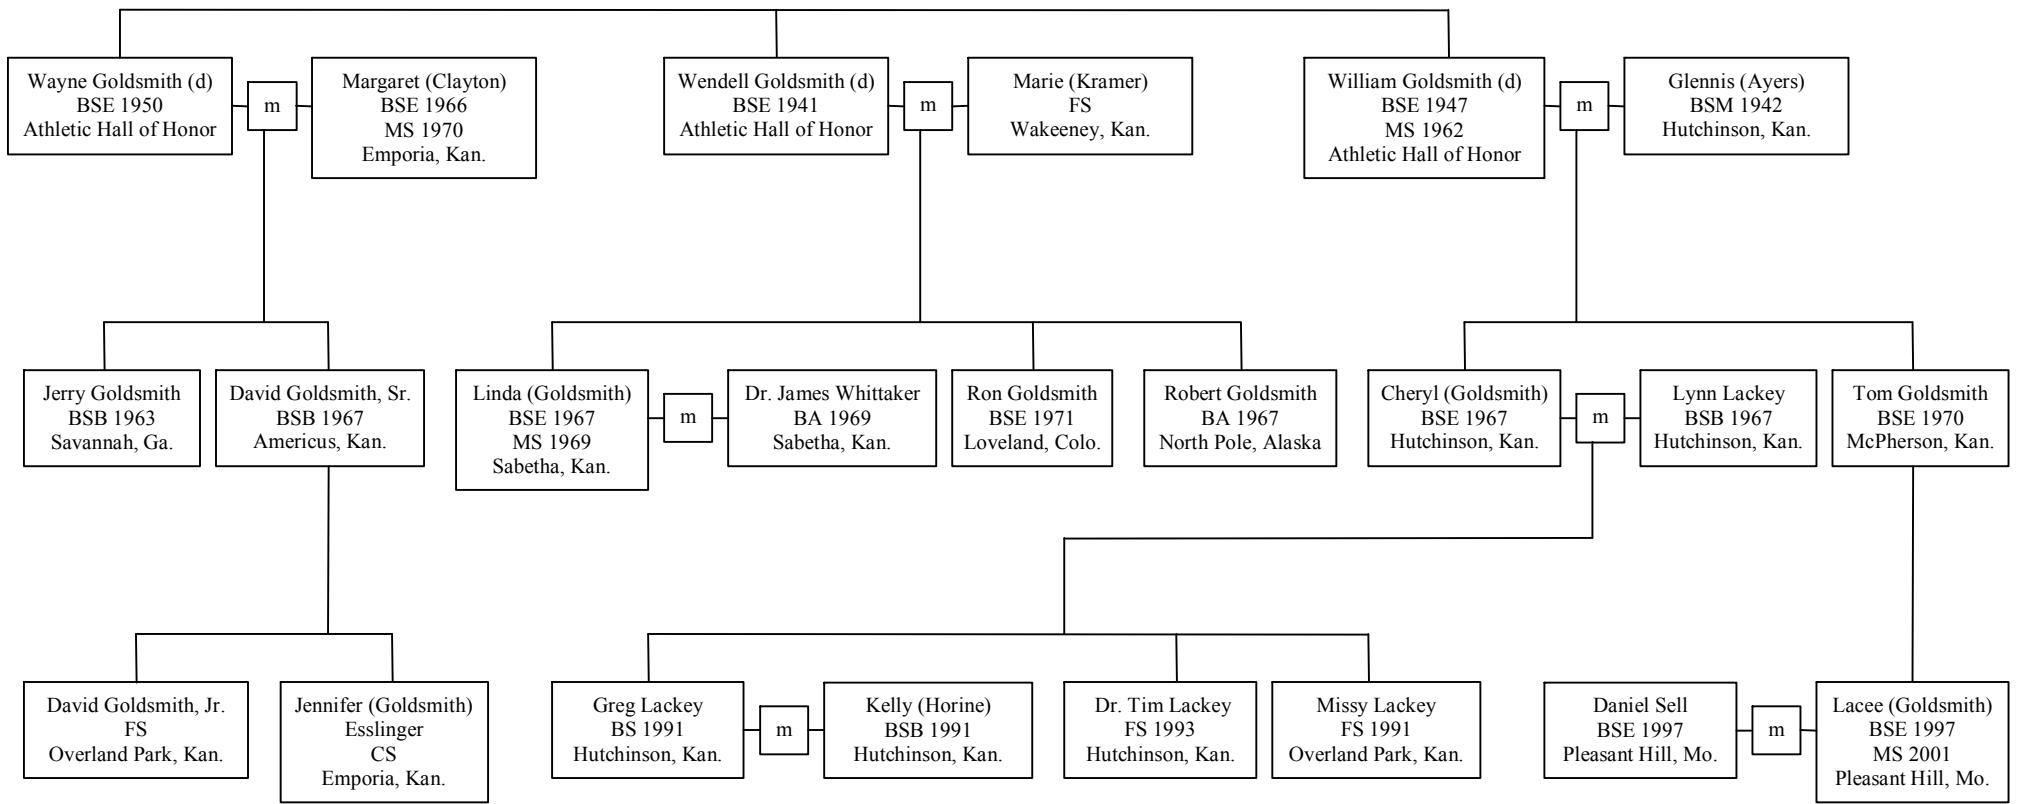 Wayne Goldsmith (d)
BSE 1950
Athletic Hall of Honor
m
Margaret (Clayton)
BSE 1966
MS 1970
Emporia, Kan.
Wendell Goldsmith (d)
BSE 1941
Athletic Hall of Honor
m
Marie (Kramer)
FS
Wakeeney, Kan.
William Goldsmith (d)
BSE 1947
MS 1962
Athletic Hall of Honor
m
Glennis (Ayers)
BSM 1942
Hutchinson, Kan.
Jerry Goldsmith
BSB 1963
Savannah, Ga.
David Goldsmith, Sr.
BSB 1967
Americus, Kan.
Linda (Goldsmith)
BSE 1967
MS 1969
Sabetha, Kan.
m
Dr. James Whittaker
BA 1969
Sabetha, Kan.
Ron Goldsmith
BSE 1971
Loveland, Colo.
Robert Goldsmith
BA 1967
North Pole, Alaska
Cheryl (Goldsmith)
BSE 1967
Hutchinson, Kan.
m
Lynn Lackey
BSB 1967
Hutchinson, Kan.
Tom Goldsmith
BSE 1970
McPherson, Kan.
David Goldsmith, Jr.
FS
Overland Park, Kan.
Jennifer (Goldsmith)
Esslinger
CS
Emporia, Kan.
Greg Lackey
BS 1991
Hutchinson, Kan.
m
Kelly (Horine)
BSB 1991
Hutchinson, Kan.
Dr. Tim Lackey
FS 1993
Hutchinson, Kan.
Missy Lackey
FS 1991
Overland Park, Kan.
Daniel Sell
BSE 1997
Pleasant Hill, Mo.
m
Lacee (Goldsmith)
BSE 1997
MS 2001
Pleasant Hill, Mo.